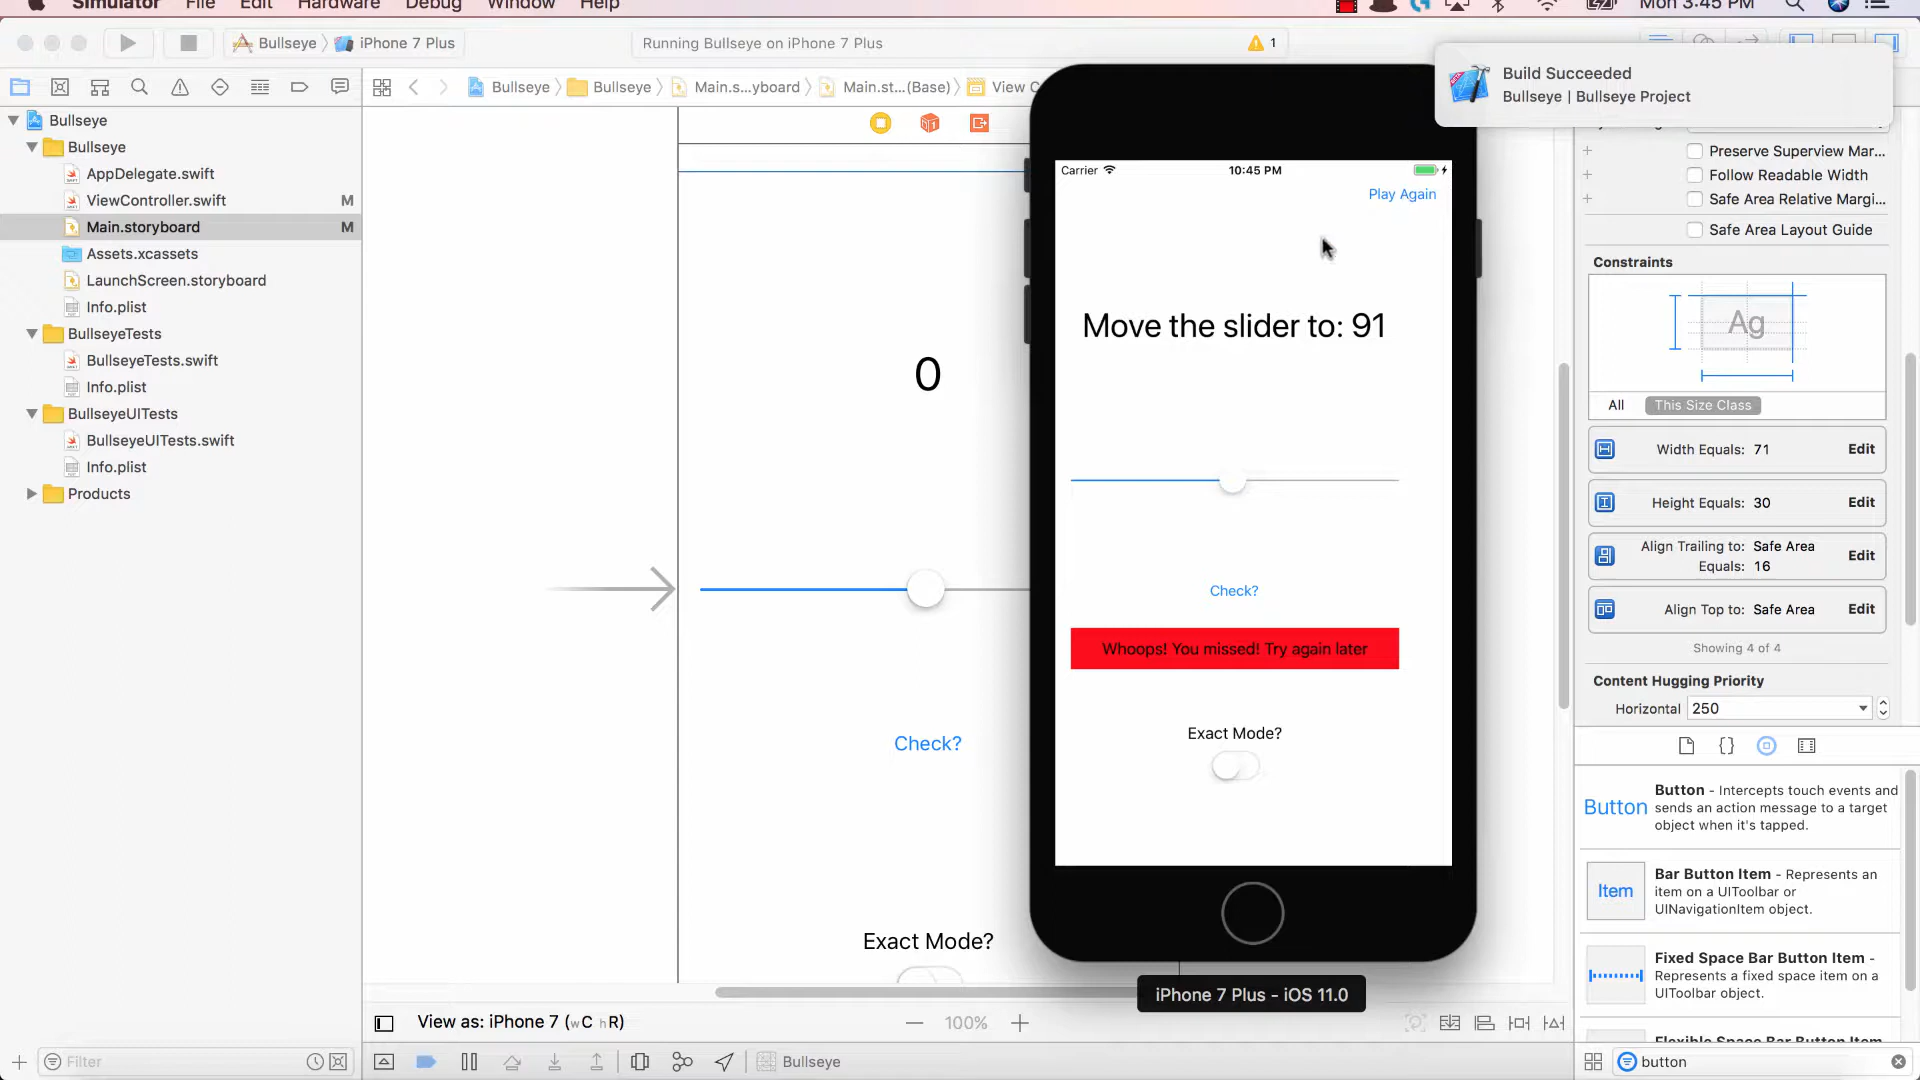 Simulator File Edit Hardware Debug Window Help Mon 3:45 PM
Bullseye iPhone 7 Plus
Running Bullseye on iPhone 7 Plus
1
Build Succeeded
Bullseye | Bullseye Project
Bullseye Bullseye Main.s...yboard Main.st...(Base) View C
Bullseye
Bullseye
AppDelegate.swift
ViewController.swift M
Main.storyboard M
Assets.xcassets
LaunchScreen.storyboard
Info.plist
BullseyeTests
BullseyeTests.swift
Info.plist
BullseyeUITests
BullseyeUITests.swift
Info.plist
Products
Filter
0
Check?
Exact Mode?
View as: iPhone 7 (wC hR)
100%
Bullseye
Carrier 10:45 PM
Play Again
Move the slider to: 91
Check?
Whoops! You missed! Try again later
Exact Mode?
iPhone 7 Plus - iOS 11.0
Preserve Superview Mar...
Follow Readable Width
Safe Area Relative Margi...
Safe Area Layout Guide
Constraints
Ag
All This Size Class
Width Equals: 71 Edit
Height Equals: 30 Edit
Align Trailing to: Safe Area
Equals: 16
Edit
Align Top to: Safe Area Edit
Showing 4 of 4
Content Hugging Priority
Horizontal 250
Button
Button - Intercepts touch events and
sends an action message to a target
object when it's tapped.
Item
Bar Button Item - Represents an
item on a UIToolbar or
UINavigationItem object.
Fixed Space Bar Button Item -
Represents a fixed space item on a
UIToolbar object.
Flexible Space Bar Button Item
button